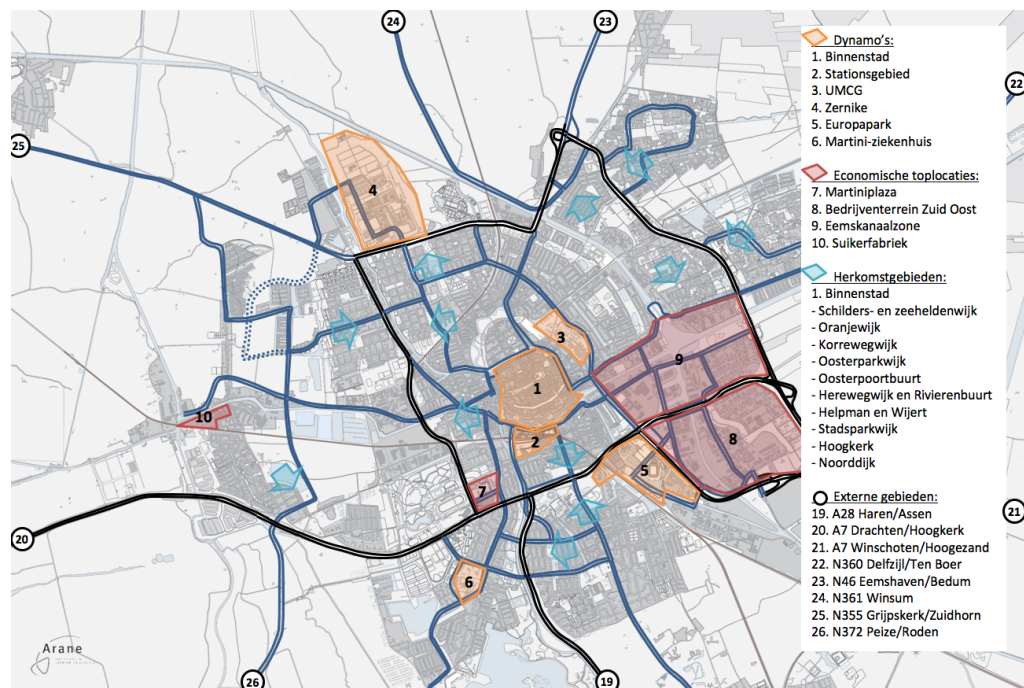 24
23
22
25
4
3
9
1
10
2
8
5
7
6
20
21
19
26
Arane
Dynamo's:
1. Binnenstad
2. Stationsgebied
3. UMCG
4. Zernike
5. Europapark
6. Martini-ziekenhuis
Economische toplocaties:
7. Martiniplaza
8. Bedrijventerrein Zuid Oost
9. Eemskanaalzone
10. Suikerfabriek
Herkomstgebieden:
1. Binnenstad
- Schilders- en zeeheldenwijk
- Oranjewijk
- Korrewegwijk
- Oosterparkwijk
- Oosterpoortbuurt
- Herewegwijk en Rivierenbuurt
- Helpman en Wijert
- Stadsparkwijk
- Hoogkerk
- Noorddijk
Externe gebieden:
19. A28 Haren/Assen
20. A7 Drachten/Hoogkerk
21. A7 Winschoten/Hoogezand
22. N360 Delfzijl/Ten Boer
23. N46 Eemshaven/Bedum
24. N361 Winsum
25. N355 Grijpskerk/Zuidhorn
26. N372 Peize/Roden